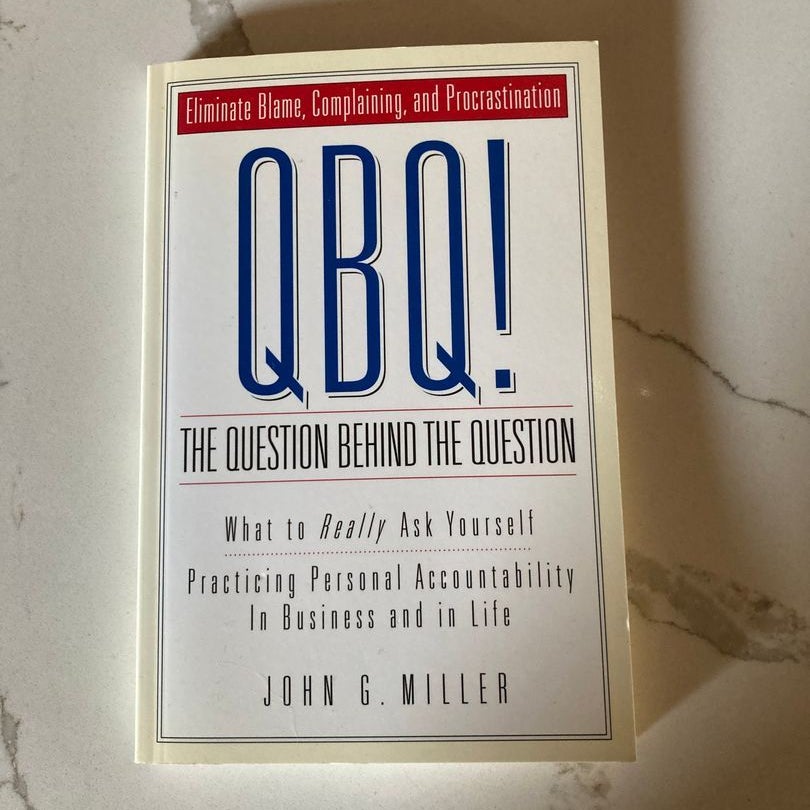 Eliminate Blame, Complaining, and Procrastination
QBQ!
THE QUESTION BEHIND THE QUESTION
What to Really Ask Yourself
Practicing Personal Accountability
In Business and in Life
JOHN G. MILLER